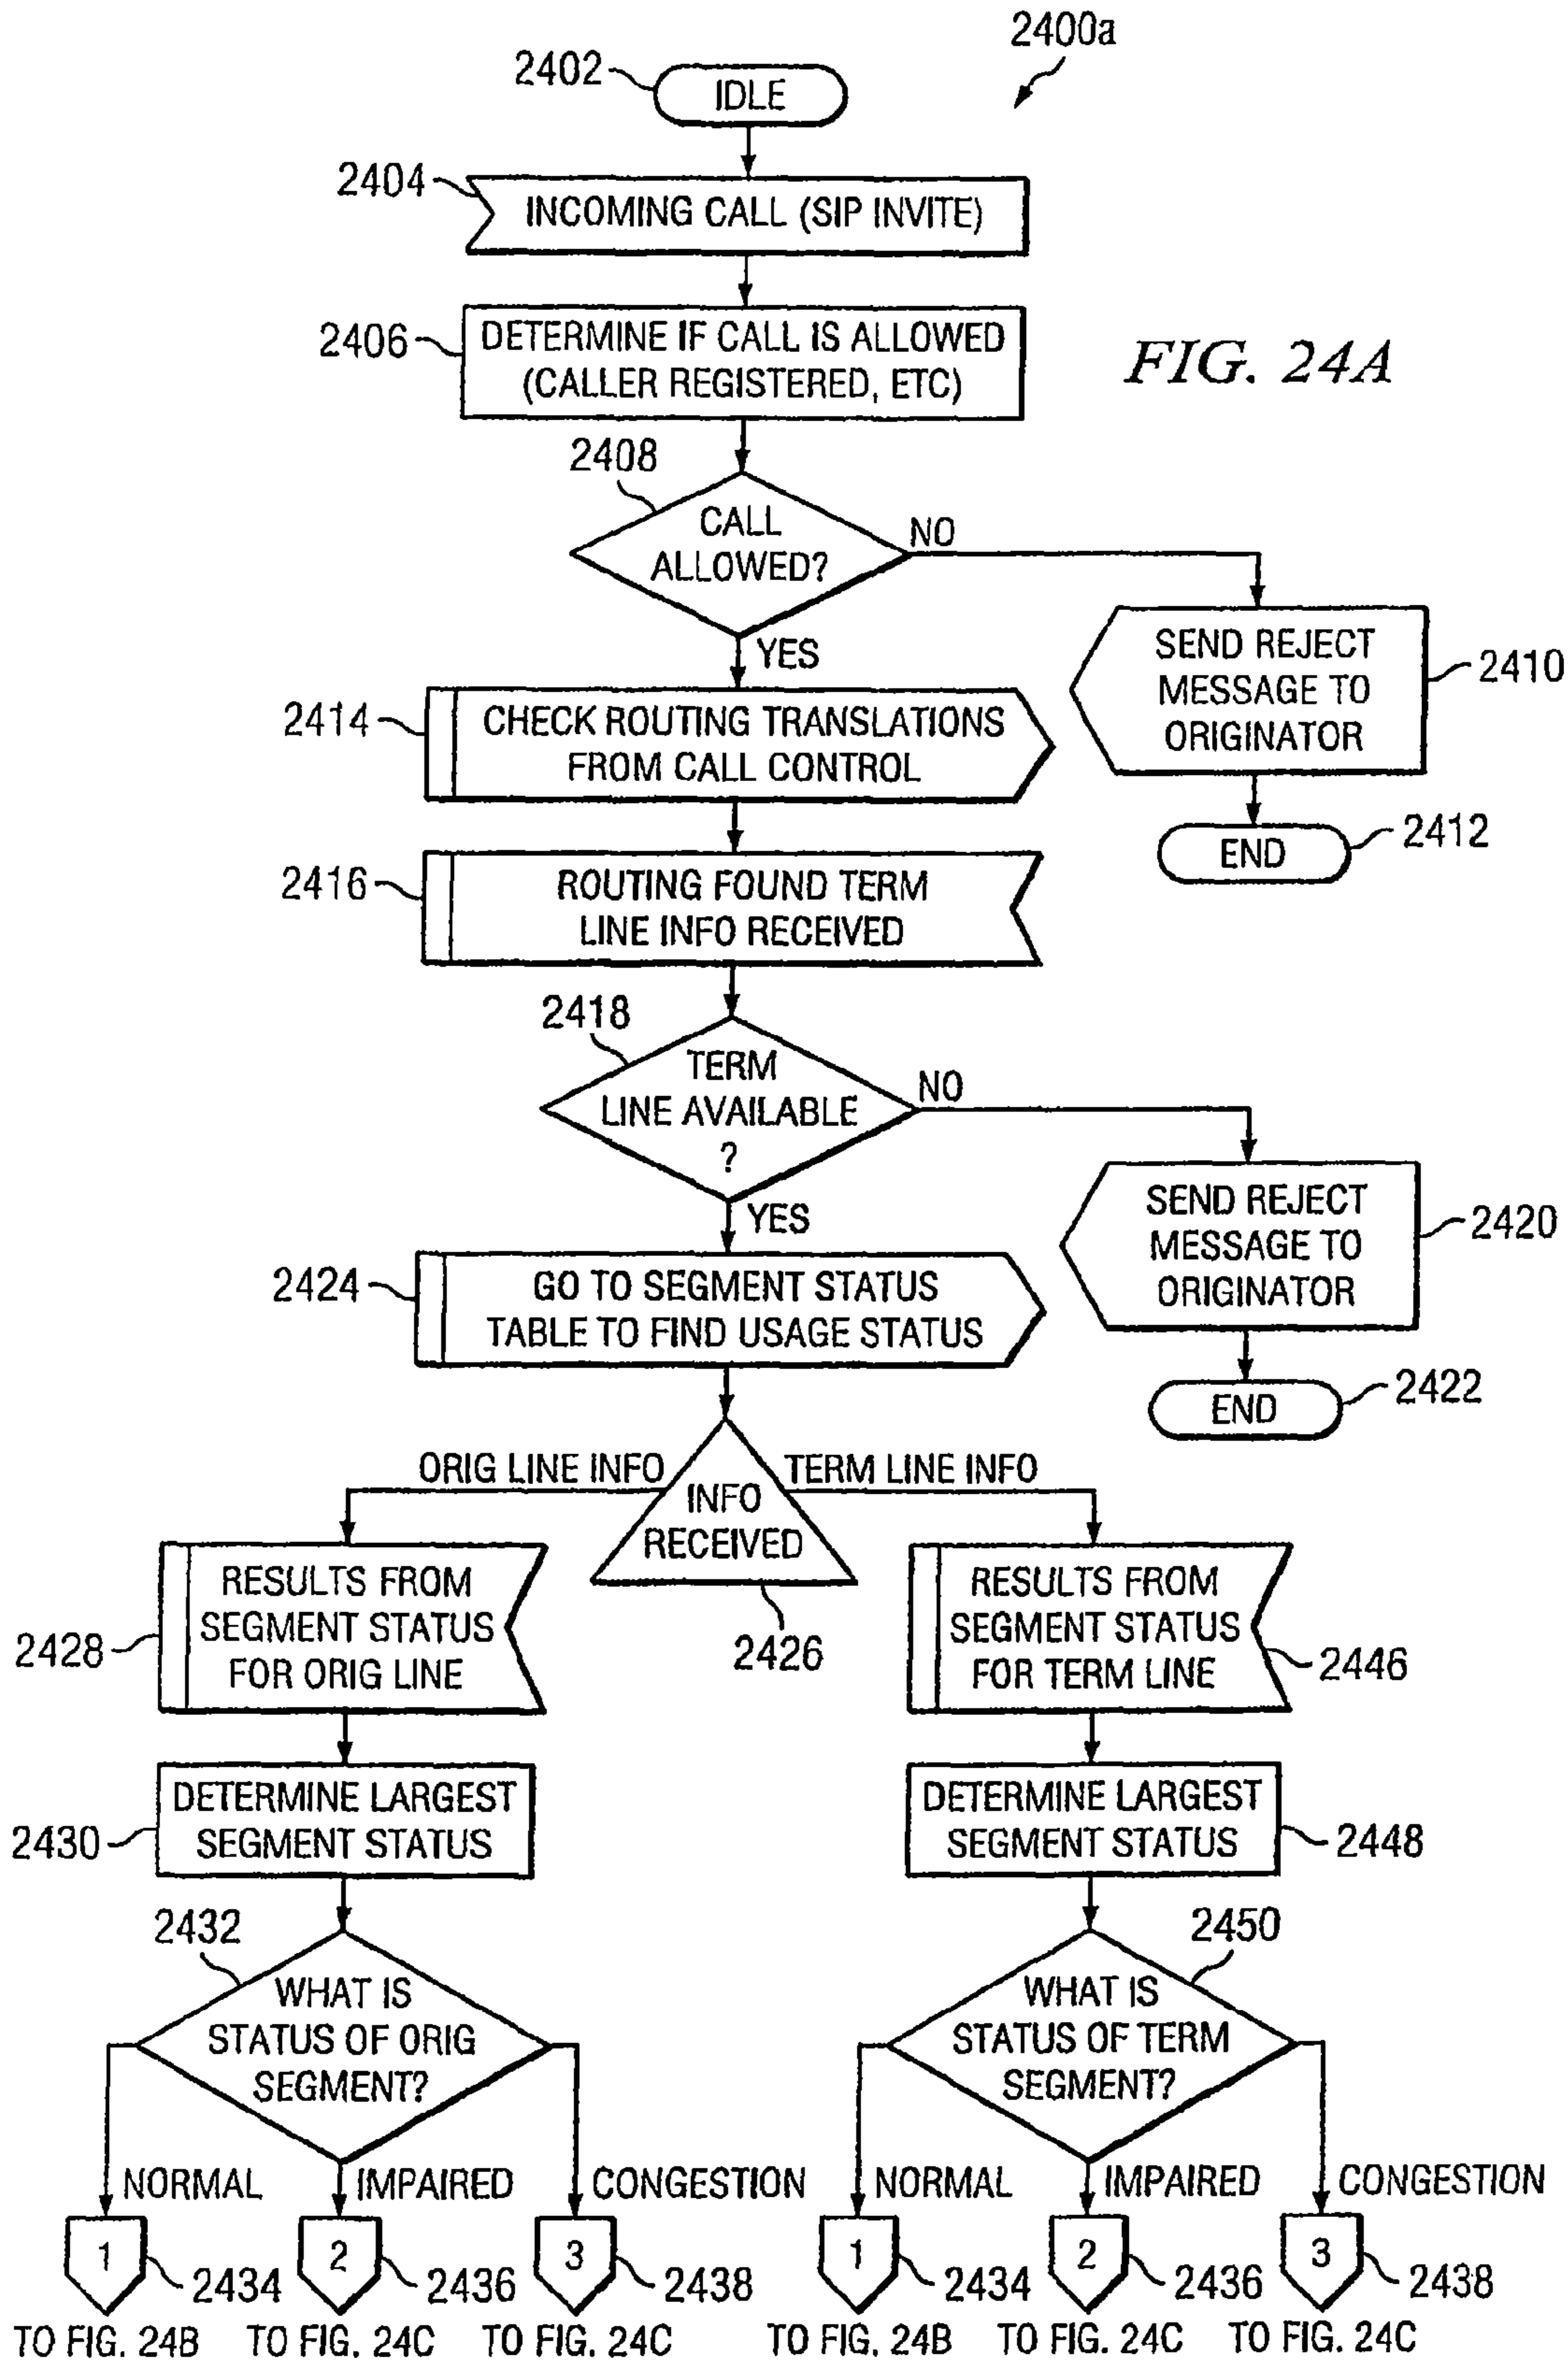 2400a
2402
IDLE
2404
INCOMING CALL (SIP INVITE)
2406
DETERMINE IF CALL IS ALLOWED
(CALLER REGISTERED, ETC)
FIG. 24A
2408
CALL
ALLOWED?
NO
YES
SEND REJECT
MESSAGE TO
ORIGINATOR
2410
2414
CHECK ROUTING TRANSLATIONS
FROM CALL CONTROL
END
2412
2416
ROUTING FOUND TERM
LINE INFO RECEIVED
2418
TERM
LINE AVAILABLE
?
NO
YES
SEND REJECT
MESSAGE TO
ORIGINATOR
2420
2424
GO TO SEGMENT STATUS
TABLE TO FIND USAGE STATUS
END
2422
ORIG LINE INFO
TERM LINE INFO
INFO
RECEIVED
2426
RESULTS FROM
SEGMENT STATUS
FOR ORIG LINE
2428
RESULTS FROM
SEGMENT STATUS
FOR TERM LINE
2446
DETERMINE LARGEST
SEGMENT STATUS
2430
DETERMINE LARGEST
SEGMENT STATUS
2448
2432
WHAT IS
STATUS OF ORIG
SEGMENT?
2450
WHAT IS
STATUS OF TERM
SEGMENT?
NORMAL
IMPAIRED
CONGESTION
NORMAL
IMPAIRED
CONGESTION
1
2434
2
2436
3
2438
1
2434
2
2436
3
2438
TO FIG. 24B
TO FIG. 24C
TO FIG. 24C
TO FIG. 24B
TO FIG. 24C
TO FIG. 24C